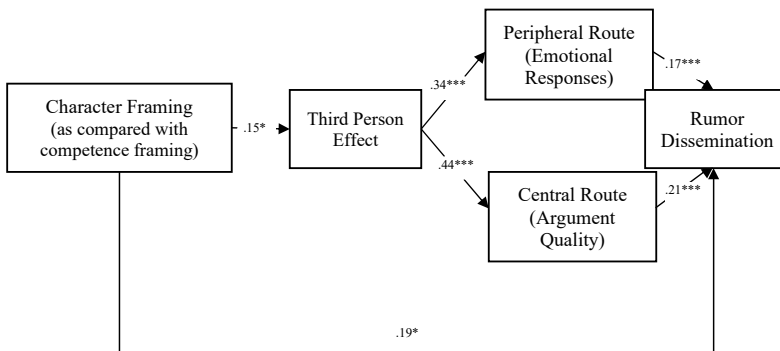 Peripheral Route
(Emotional
Responses)
.17***
.34***
Character Framing
(as compared with
competence framing)
.15*
Third Person
Effect
Rumor
Dissemination
.44***
Central Route
(Argument
Quality)
.21***
.19*